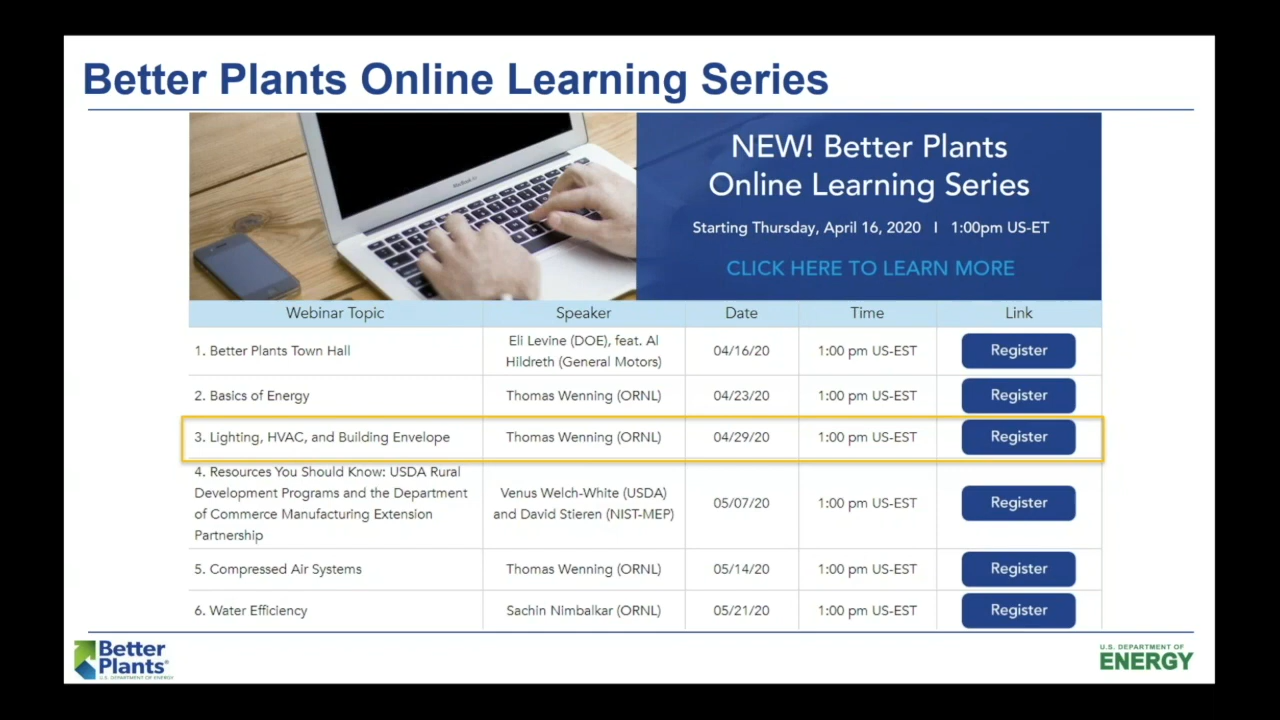 Better Plants Online Learning Series
NEW! Better Plants
Online Learning Series
Starting Thursday, April 16, 2020 | 1:00pm US-ET
CLICK HERE TO LEARN MORE
MacBook Air
Webinar Topic Speaker Date Time Link
1. Better Plants Town Hall Eli Levine (DOE), feat. Al
Hildreth (General Motors) 04/16/20 1:00 pm US-EST Register
2. Basics of Energy Thomas Wenning (ORNL) 04/23/20 1:00 pm US-EST Register
3. Lighting, HVAC, and Building Envelope Thomas Wenning (ORNL) 04/29/20 1:00 pm US-EST Register
4. Resources You Should Know: USDA Rural
Development Programs and the Department
of Commerce Manufacturing Extension
Partnership Venus Welch-White (USDA)
and David Stieren (NIST-MEP) 05/07/20 1:00 pm US-EST Register
5. Compressed Air Systems Thomas Wenning (ORNL) 05/14/20 1:00 pm US-EST Register
6. Water Efficiency Sachin Nimbalkar (ORNL) 05/21/20 1:00 pm US-EST Register
Better
Plants®
U.S. DEPARTMENT OF ENERGY
U.S. DEPARTMENT OF
ENERGY